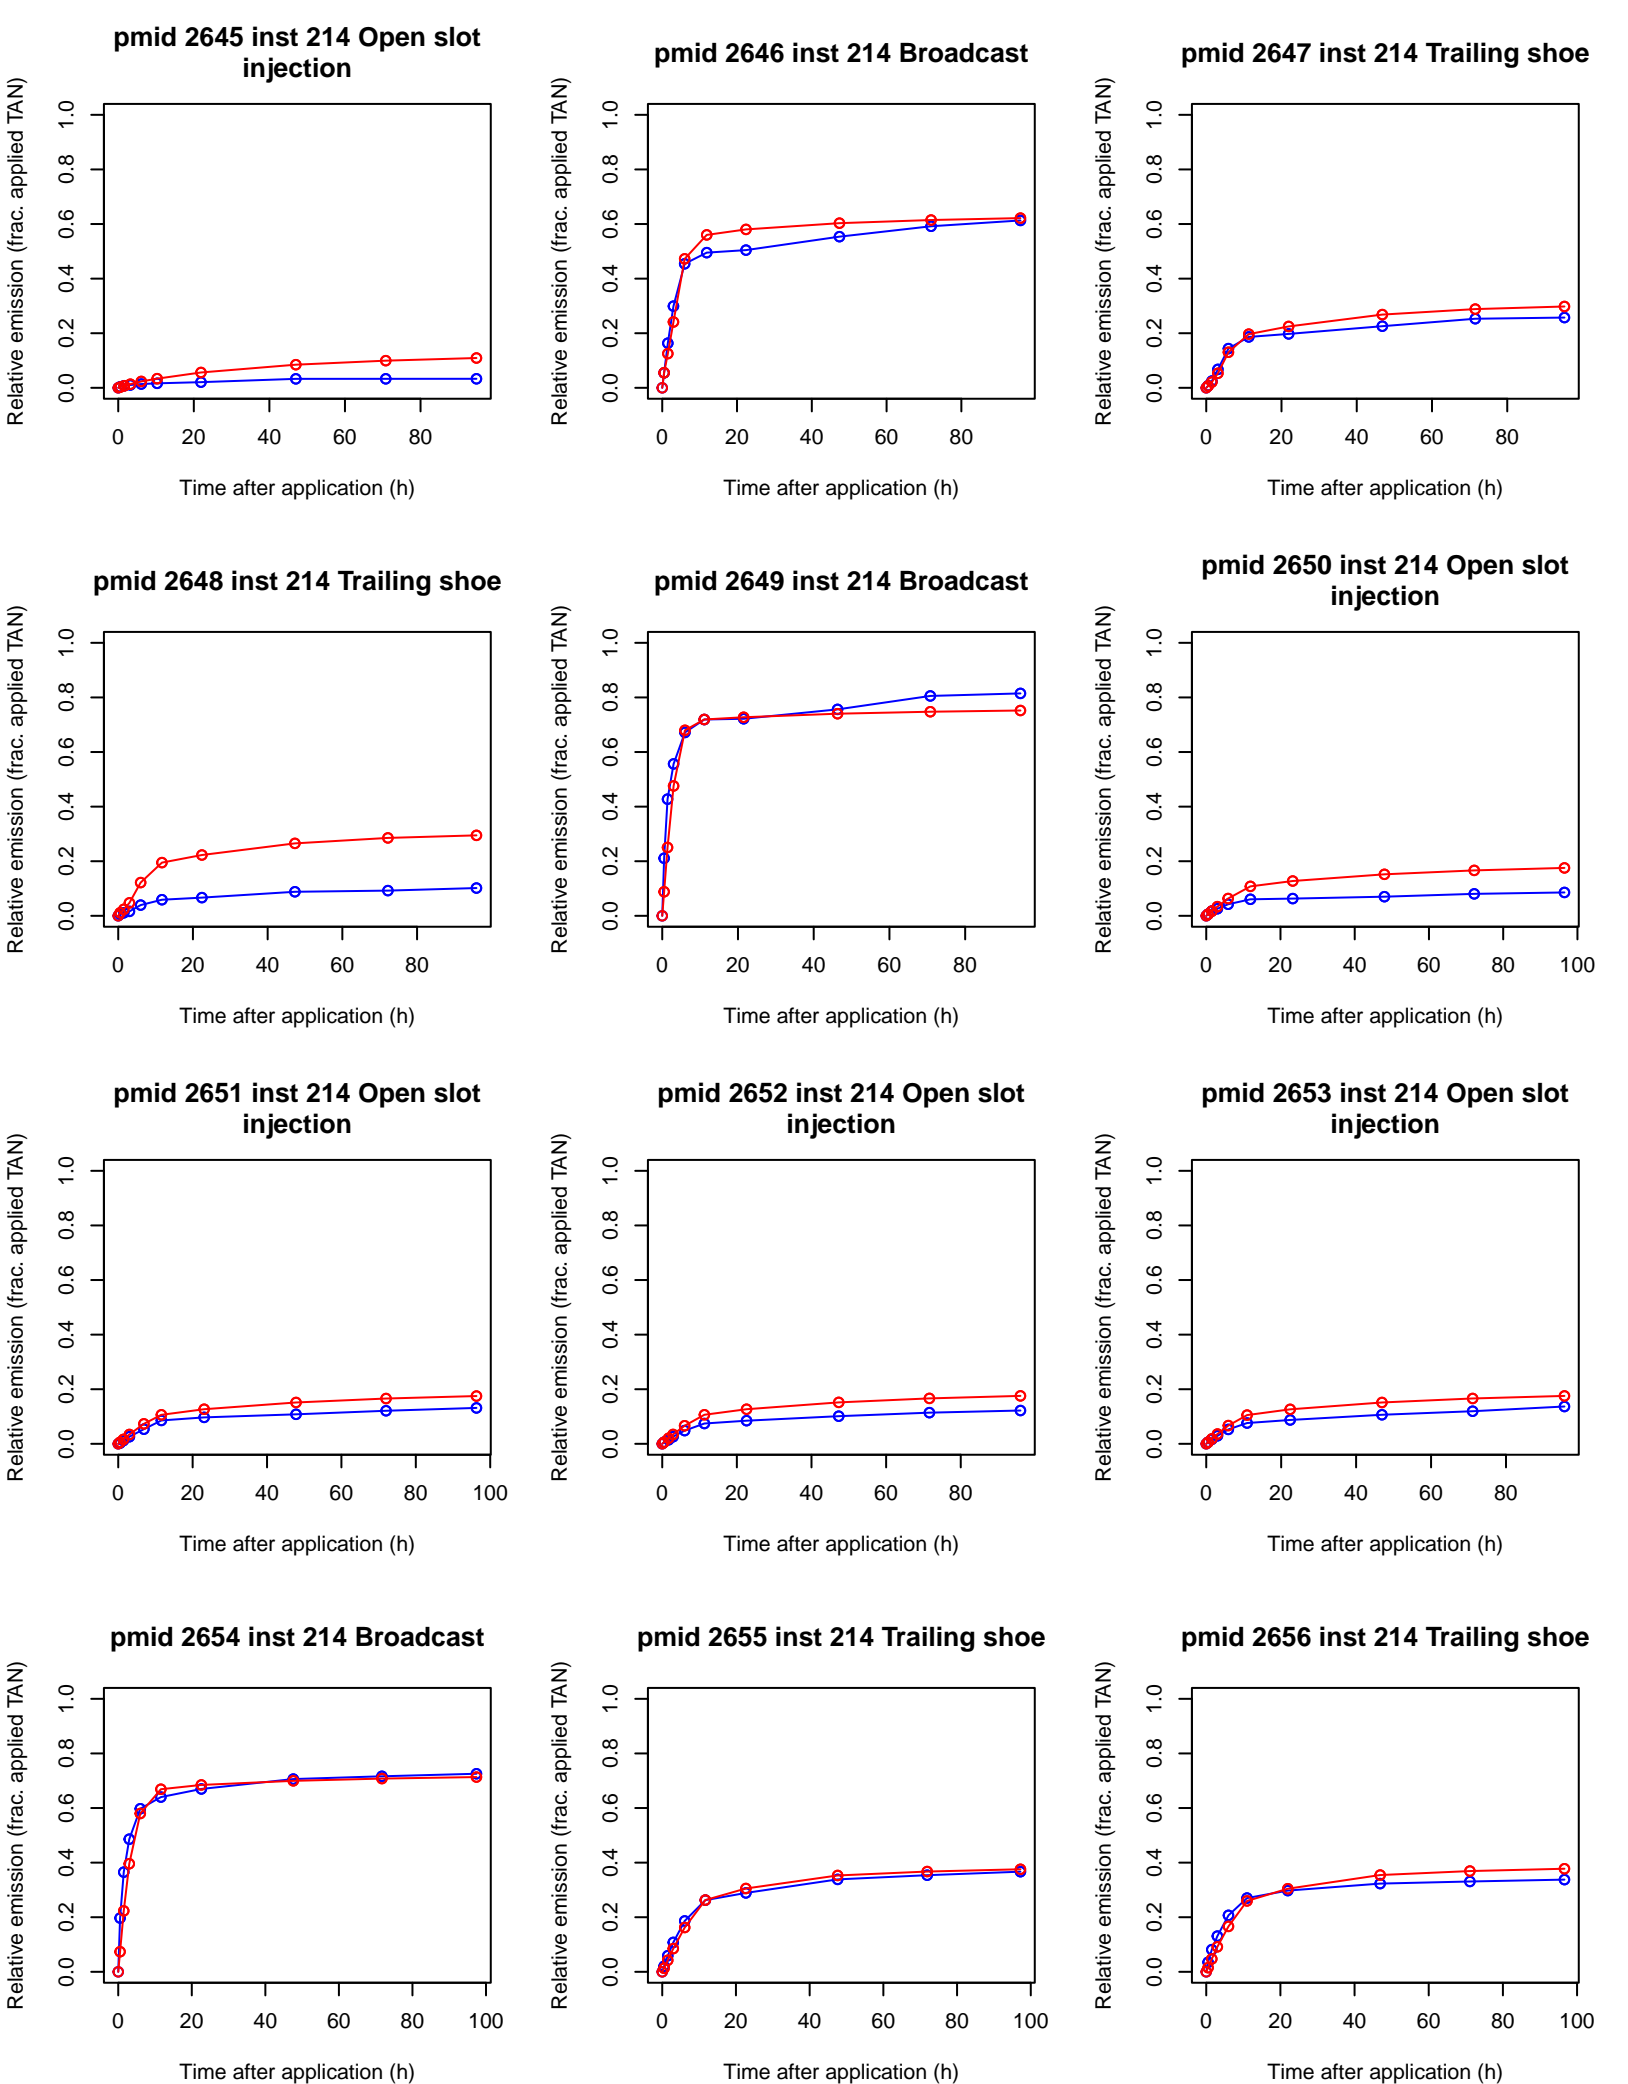 pmid 2645 inst 214 Open slot
injection
Relative emission (frac. applied TAN)
0.0 0.2 0.4 0.6 0.8 1.0
0 20 40 60 80
Time after application (h)
pmid 2646 inst 214 Broadcast
Relative emission (frac. applied TAN)
0.0 0.2 0.4 0.6 0.8 1.0
0 20 40 60 80
Time after application (h)
pmid 2647 inst 214 Trailing shoe
Relative emission (frac. applied TAN)
0.0 0.2 0.4 0.6 0.8 1.0
0 20 40 60 80
Time after application (h)
pmid 2648 inst 214 Trailing shoe
Relative emission (frac. applied TAN)
0.0 0.2 0.4 0.6 0.8 1.0
0 20 40 60 80
Time after application (h)
pmid 2649 inst 214 Broadcast
Relative emission (frac. applied TAN)
0.0 0.2 0.4 0.6 0.8 1.0
0 20 40 60 80
Time after application (h)
pmid 2650 inst 214 Open slot
injection
Relative emission (frac. applied TAN)
0.0 0.2 0.4 0.6 0.8 1.0
0 20 40 60 80 100
Time after application (h)
pmid 2651 inst 214 Open slot
injection
Relative emission (frac. applied TAN)
0.0 0.2 0.4 0.6 0.8 1.0
0 20 40 60 80 100
Time after application (h)
pmid 2652 inst 214 Open slot
injection
Relative emission (frac. applied TAN)
0.0 0.2 0.4 0.6 0.8 1.0
0 20 40 60 80
Time after application (h)
pmid 2653 inst 214 Open slot
injection
Relative emission (frac. applied TAN)
0.0 0.2 0.4 0.6 0.8 1.0
0 20 40 60 80
Time after application (h)
pmid 2654 inst 214 Broadcast
Relative emission (frac. applied TAN)
0.0 0.2 0.4 0.6 0.8 1.0
0 20 40 60 80 100
Time after application (h)
pmid 2655 inst 214 Trailing shoe
Relative emission (frac. applied TAN)
0.0 0.2 0.4 0.6 0.8 1.0
0 20 40 60 80 100
Time after application (h)
pmid 2656 inst 214 Trailing shoe
Relative emission (frac. applied TAN)
0.0 0.2 0.4 0.6 0.8 1.0
0 20 40 60 80 100
Time after application (h)